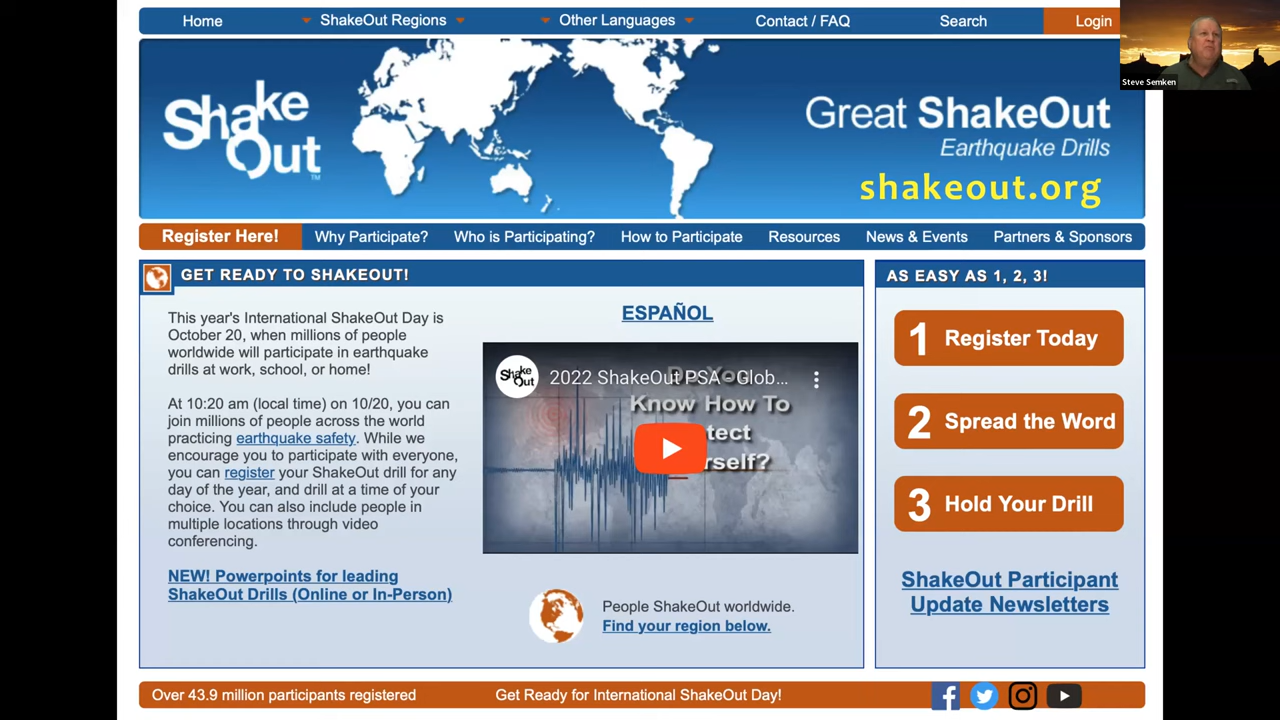 Home
ShakeOut Regions
Other Languages
Contact / FAQ
Search
Login
Steve Semken
Shake
Out™
Great ShakeOut
Earthquake Drills
shakeout.org
Register Here!
Why Participate?
Who is Participating?
How to Participate
Resources
News & Events
Partners & Sponsors
GET READY TO SHAKEOUT!
This year's International ShakeOut Day is
October 20, when millions of people
worldwide will participate in earthquake
drills at work, school, or home!
At 10:20 am (local time) on 10/20, you can
join millions of people across the world
practicing earthquake safety. While we
encourage you to participate with everyone,
you can register your ShakeOut drill for any
day of the year, and drill at a time of your
choice. You can also include people in
multiple locations through video
conferencing.
NEW! Powerpoints for leading
ShakeOut Drills (Online or In-Person)
ESPAÑOL
Shake
Out
2022 ShakeOut PSA - Glob...
Know How To
People ShakeOut worldwide.
Find your region below.
AS EASY AS 1, 2, 3!
1 Register Today
2 Spread the Word
3 Hold Your Drill
ShakeOut Participant
Update Newsletters
Over 43.9 million participants registered
Get Ready for International ShakeOut Day!